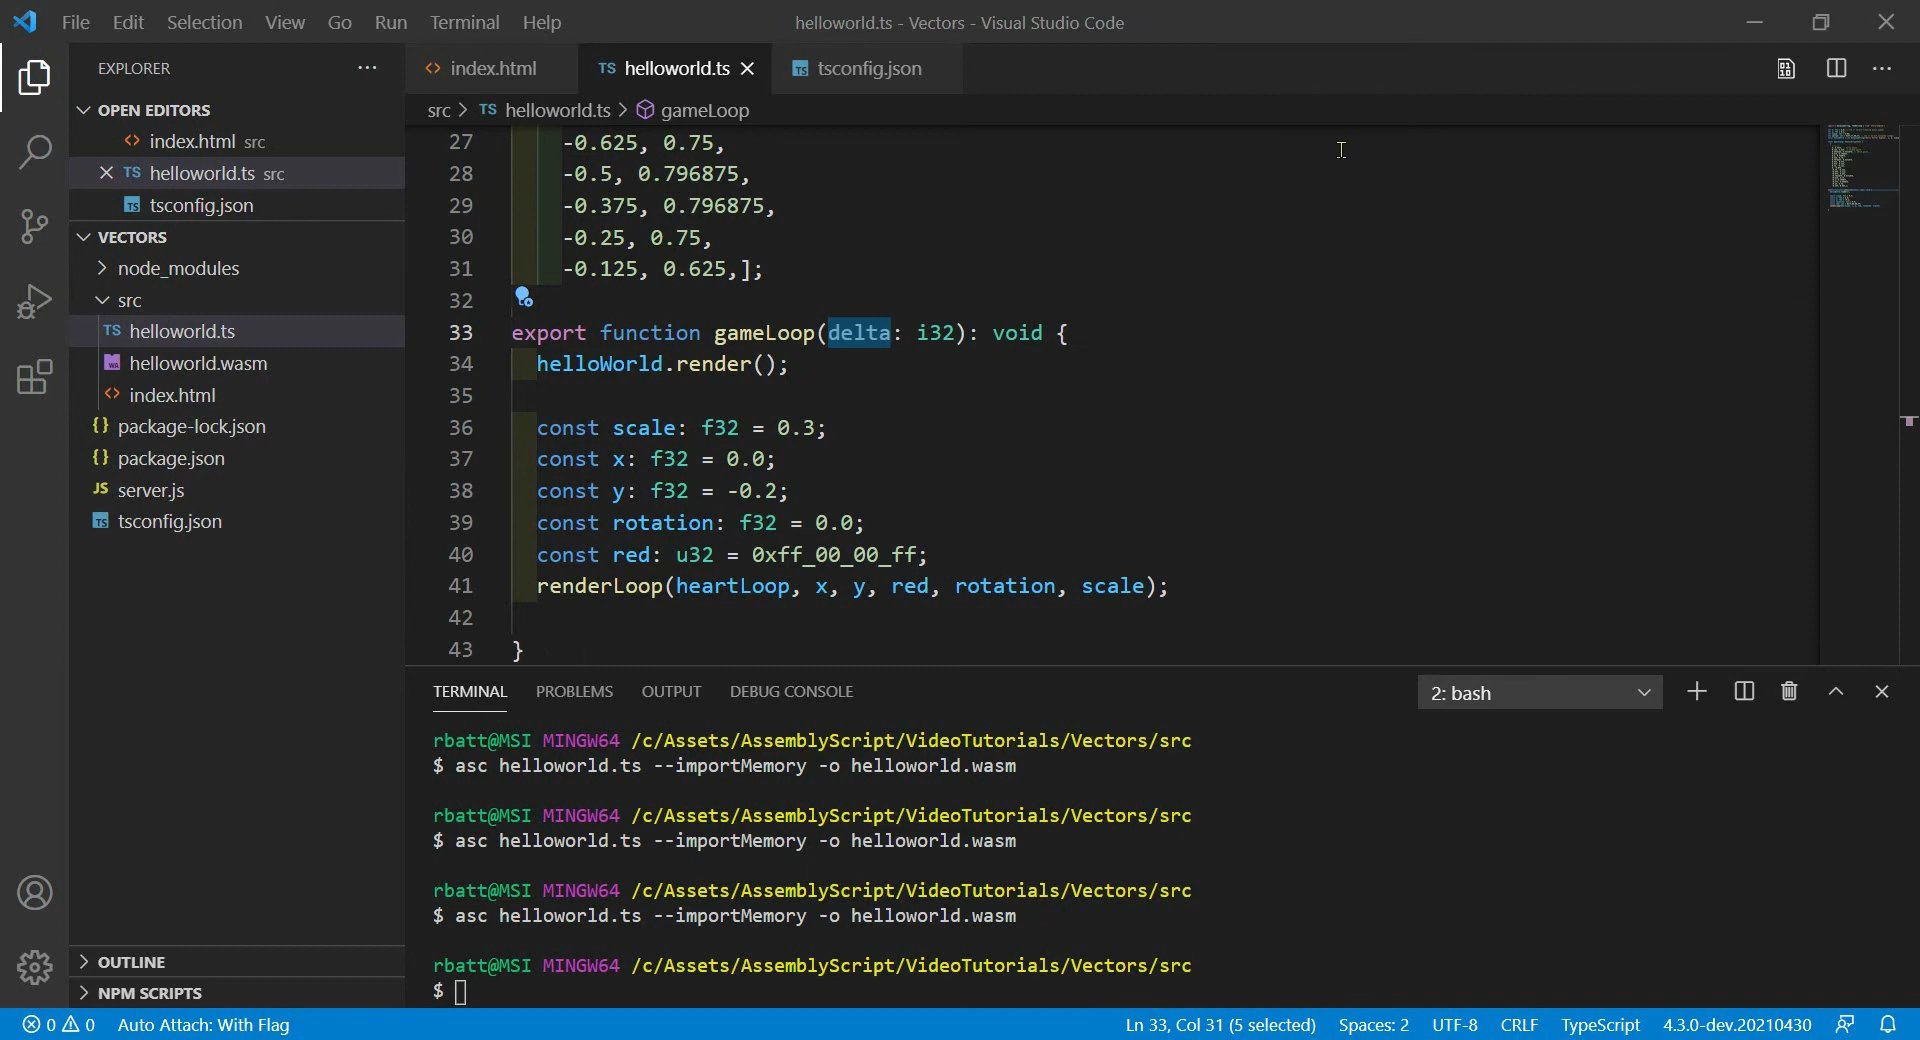 File Edit Selection View Go Run Terminal Help
helloworld.ts - Vectors - Visual Studio Code
EXPLORER
OPEN EDITORS
index.html src
TS helloworld.ts src
TS tsconfig.json
VECTORS
node_modules
src
TS helloworld.ts
WA helloworld.wasm
index.html
{} package-lock.json
{} package.json
JS server.js
TS tsconfig.json
OUTLINE
NPM SCRIPTS
<> index.html
TS helloworld.ts
TS tsconfig.json
src > TS helloworld.ts > gameLoop
27 -0.625, 0.75,
28 -0.5, 0.796875,
29 -0.375, 0.796875,
30 -0.25, 0.75,
31 -0.125, 0.625,];
32
33 export function gameLoop(delta: i32): void {
34 helloWorld.render();
35
36 const scale: f32 = 0.3;
37 const x: f32 = 0.0;
38 const y: f32 = -0.2;
39 const rotation: f32 = 0.0;
40 const red: u32 = 0xff_00_00_ff;
41 renderLoop(heartLoop, x, y, red, rotation, scale);
42
43 }
TERMINAL PROBLEMS OUTPUT DEBUG CONSOLE
2: bash
rbatt@MSI MINGW64 /c/Assets/AssemblyScript/VideoTutorials/Vectors/src
$ asc helloworld.ts --importMemory -o helloworld.wasm
rbatt@MSI MINGW64 /c/Assets/AssemblyScript/VideoTutorials/Vectors/src
$ asc helloworld.ts --importMemory -o helloworld.wasm
rbatt@MSI MINGW64 /c/Assets/AssemblyScript/VideoTutorials/Vectors/src
$ asc helloworld.ts --importMemory -o helloworld.wasm
rbatt@MSI MINGW64 /c/Assets/AssemblyScript/VideoTutorials/Vectors/src
$
0 0 Auto Attach: With Flag
Ln 33, Col 31 (5 selected) Spaces: 2 UTF-8 CRLF TypeScript 4.3.0-dev.20210430